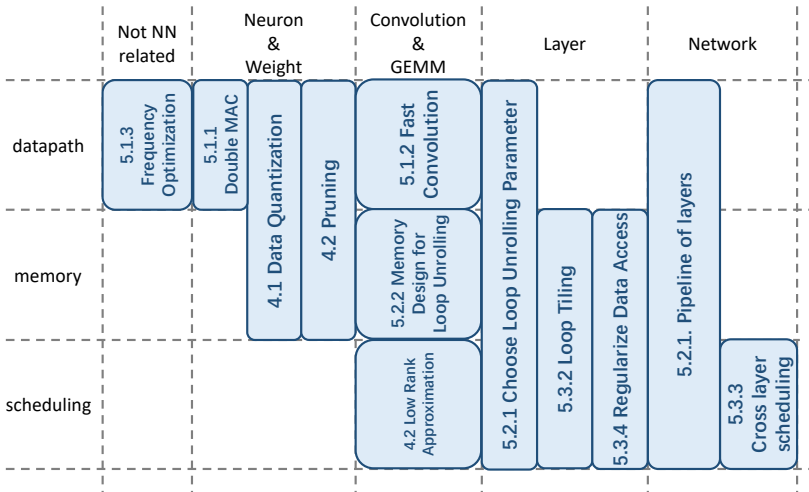 Not NN
related
Neuron
&
Weight
Convolution
&
GEMM
Layer
Network
datapath
memory
scheduling
5.1.3
Frequency
Optimization
5.1.1
Double MAC
4.1 Data Quantization
4.2 Pruning
5.1.2 Fast
Convolution
5.2.2 Memory
Design for
Loop Unrolling
4.2 Low Rank
Approximation
5.2.1 Choose Loop Unrolling Parameter
5.3.2 Loop Tiling
5.3.4 Regularize Data Access
5.2.1. Pipeline of layers
5.3.3
Cross layer
scheduling